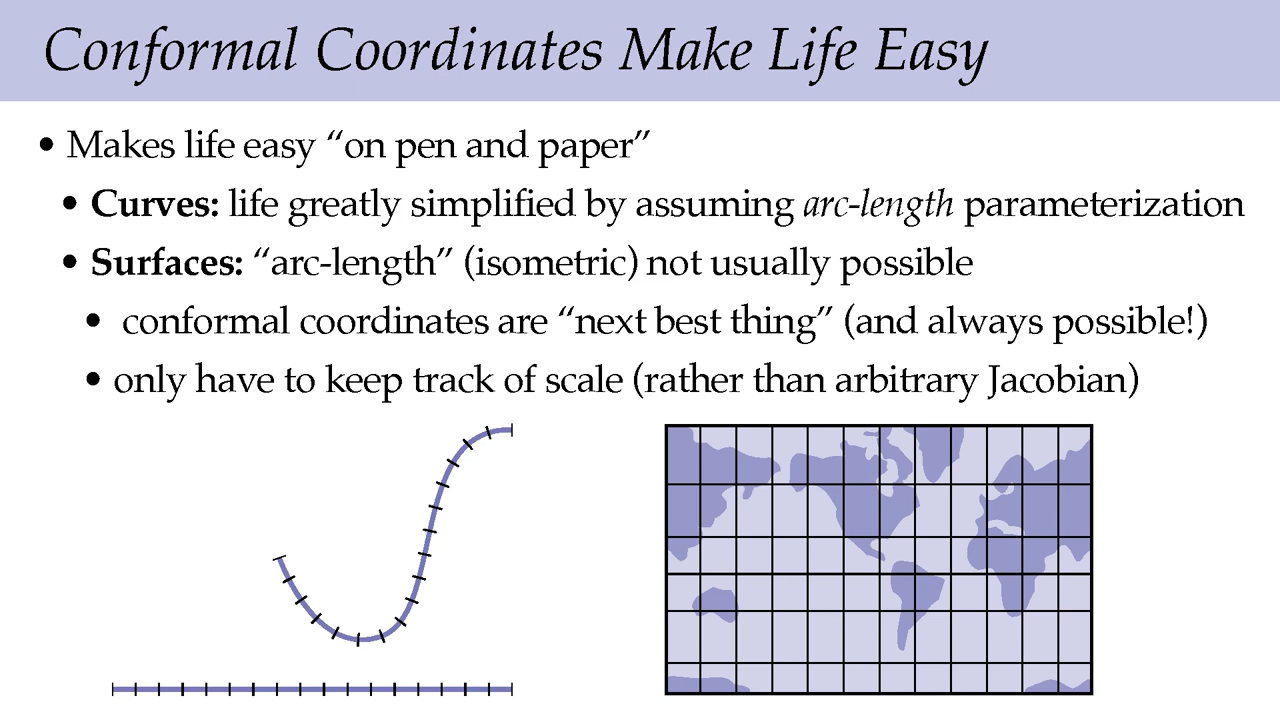 Conformal Coordinates Make Life Easy
• Makes life easy “on pen and paper”
• Curves: life greatly simplified by assuming arc-length parameterization
• Surfaces: “arc-length” (isometric) not usually possible
• conformal coordinates are “next best thing” (and always possible!)
• only have to keep track of scale (rather than arbitrary Jacobian)